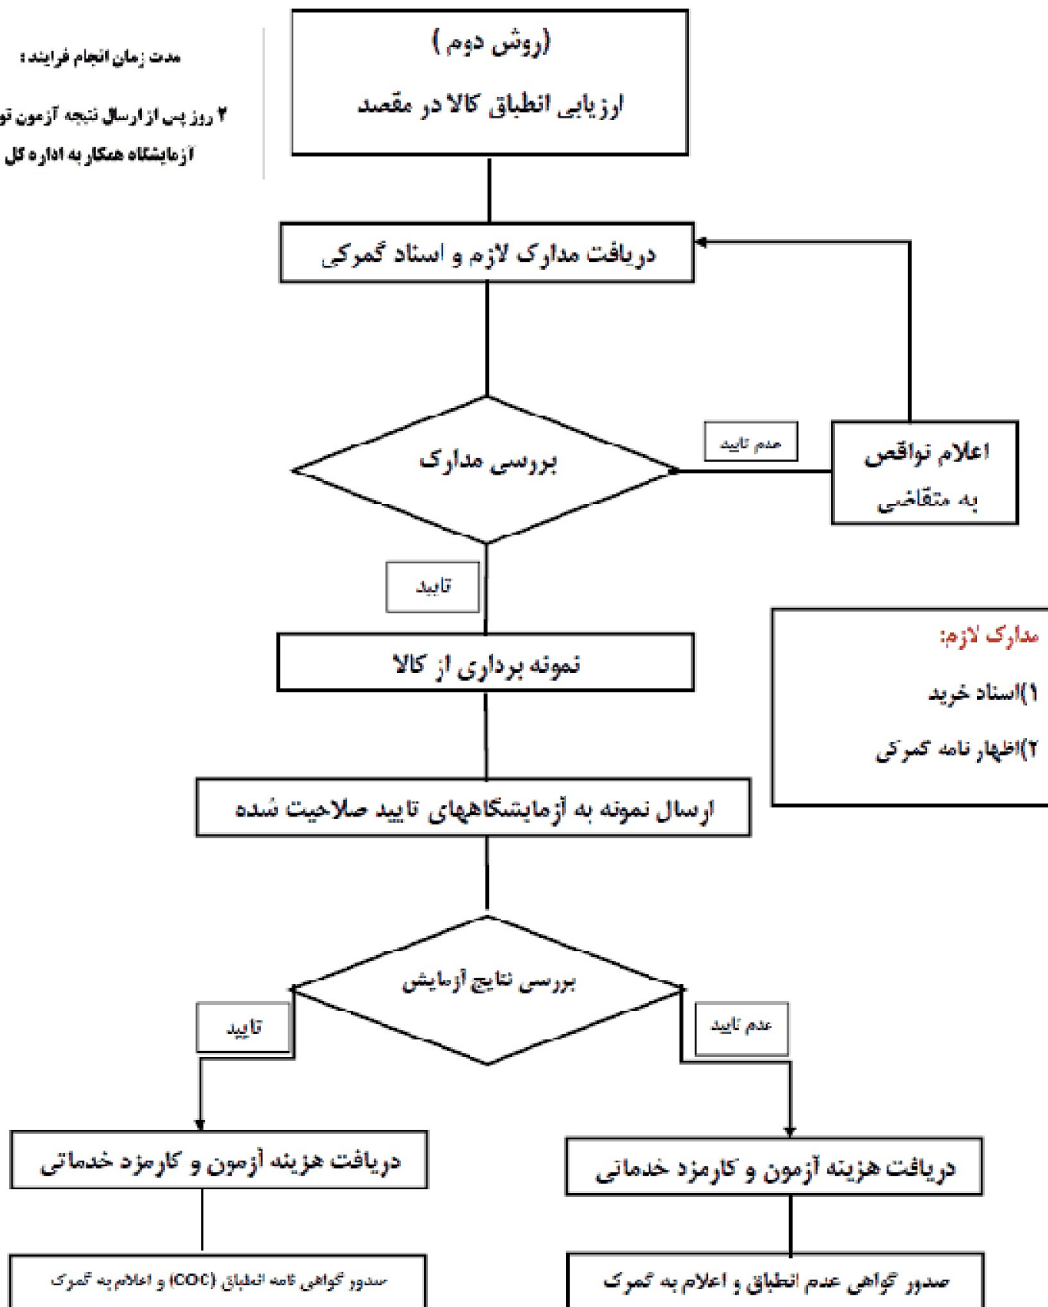 (روش دوم )
ارزیابی انطباق کالا در مقصد
مدت زمان انجام فرایند :
۲ روز پس از ارسال نتیجه آزمون
آزمایشگاه همکار به اداره کل
دریافت مدارک لازم و اسناد گمرکی
بررسی مدارک
عدم تایید
اعلام نواقص
به متقاضی
تایید
نمونه برداری از کالا
مدارک لازم:
۱)اسناد خرید
۲)اظهار نامه گمرکی
ارسال نمونه به آزمایشگاههای تایید صلاحیت شده
بررسی نتایج آزمایش
تایید
عدم تایید
دریافت هزینه آزمون و کارمزد خدماتی
دریافت هزینه آزمون و کارمزد خدماتی
صدور گواهی نامه انطباق (COC) و اعلام به گمرک
صدور گواهی عدم انطباق و اعلام به گمرک